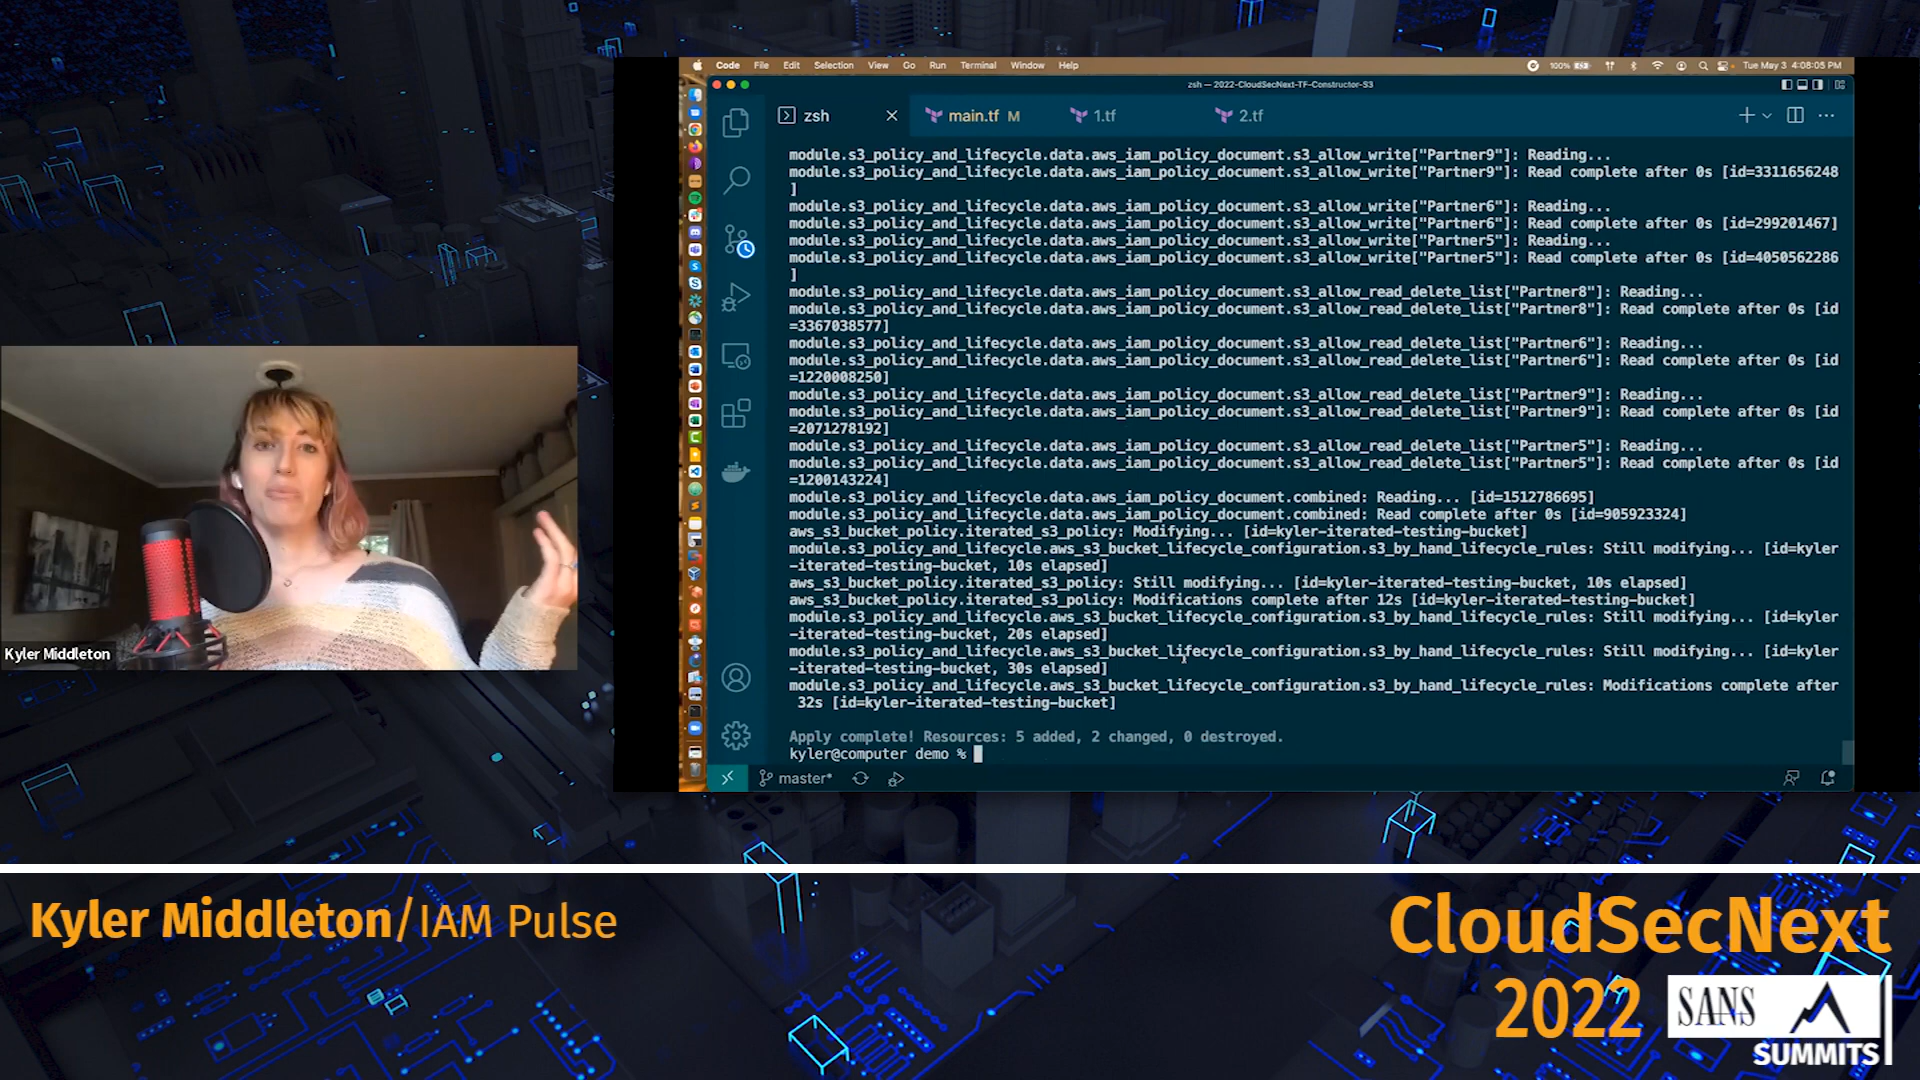 Code File Edit Selection View Go Run Terminal Window Help 100% Tue May 3 4:08:05 PM
zsh — 2022-CloudSecNext-TF-Constructor-S3
zsh main.tf M 1.tf 2.tf
module.s3_policy_and_lifecycle.data.aws_iam_policy_document.s3_allow_write["Partner9"]: Reading...
module.s3_policy_and_lifecycle.data.aws_iam_policy_document.s3_allow_write["Partner9"]: Read complete after 0s [id=3311656248
]
module.s3_policy_and_lifecycle.data.aws_iam_policy_document.s3_allow_write["Partner6"]: Reading...
module.s3_policy_and_lifecycle.data.aws_iam_policy_document.s3_allow_write["Partner6"]: Read complete after 0s [id=299201467]
module.s3_policy_and_lifecycle.data.aws_iam_policy_document.s3_allow_write["Partner5"]: Reading...
module.s3_policy_and_lifecycle.data.aws_iam_policy_document.s3_allow_write["Partner5"]: Read complete after 0s [id=4050562286
]
module.s3_policy_and_lifecycle.data.aws_iam_policy_document.s3_allow_read_delete_list["Partner8"]: Reading...
module.s3_policy_and_lifecycle.data.aws_iam_policy_document.s3_allow_read_delete_list["Partner8"]: Read complete after 0s [id
=3367038577]
module.s3_policy_and_lifecycle.data.aws_iam_policy_document.s3_allow_read_delete_list["Partner6"]: Reading...
module.s3_policy_and_lifecycle.data.aws_iam_policy_document.s3_allow_read_delete_list["Partner6"]: Read complete after 0s [id
=1220008250]
module.s3_policy_and_lifecycle.data.aws_iam_policy_document.s3_allow_read_delete_list["Partner9"]: Reading...
module.s3_policy_and_lifecycle.data.aws_iam_policy_document.s3_allow_read_delete_list["Partner9"]: Read complete after 0s [id
=2071278192]
module.s3_policy_and_lifecycle.data.aws_iam_policy_document.s3_allow_read_delete_list["Partner5"]: Reading...
module.s3_policy_and_lifecycle.data.aws_iam_policy_document.s3_allow_read_delete_list["Partner5"]: Read complete after 0s [id
=1200143224]
module.s3_policy_and_lifecycle.data.aws_iam_policy_document.combined: Reading... [id=1512786695]
module.s3_policy_and_lifecycle.data.aws_iam_policy_document.combined: Read complete after 0s [id=905923324]
aws_s3_bucket_policy.iterated_s3_policy: Modifying... [id=kyler-iterated-testing-bucket]
module.s3_policy_and_lifecycle.aws_s3_bucket_lifecycle_configuration.s3_by_hand_lifecycle_rules: Still modifying... [id=kyler
-iterated-testing-bucket, 10s elapsed]
aws_s3_bucket_policy.iterated_s3_policy: Still modifying... [id=kyler-iterated-testing-bucket, 10s elapsed]
aws_s3_bucket_policy.iterated_s3_policy: Modifications complete after 12s [id=kyler-iterated-testing-bucket]
module.s3_policy_and_lifecycle.aws_s3_bucket_lifecycle_configuration.s3_by_hand_lifecycle_rules: Still modifying... [id=kyler
-iterated-testing-bucket, 20s elapsed]
module.s3_policy_and_lifecycle.aws_s3_bucket_lifecycle_configuration.s3_by_hand_lifecycle_rules: Still modifying... [id=kyler
-iterated-testing-bucket, 30s elapsed]
module.s3_policy_and_lifecycle.aws_s3_bucket_lifecycle_configuration.s3_by_hand_lifecycle_rules: Modifications complete after
32s [id=kyler-iterated-testing-bucket]
Apply complete! Resources: 5 added, 2 changed, 0 destroyed.
kyler@computer demo %
master*
Kyler Middleton
Kyler Middleton/IAM Pulse
CloudSecNext
2022
SANS
SUMMITS